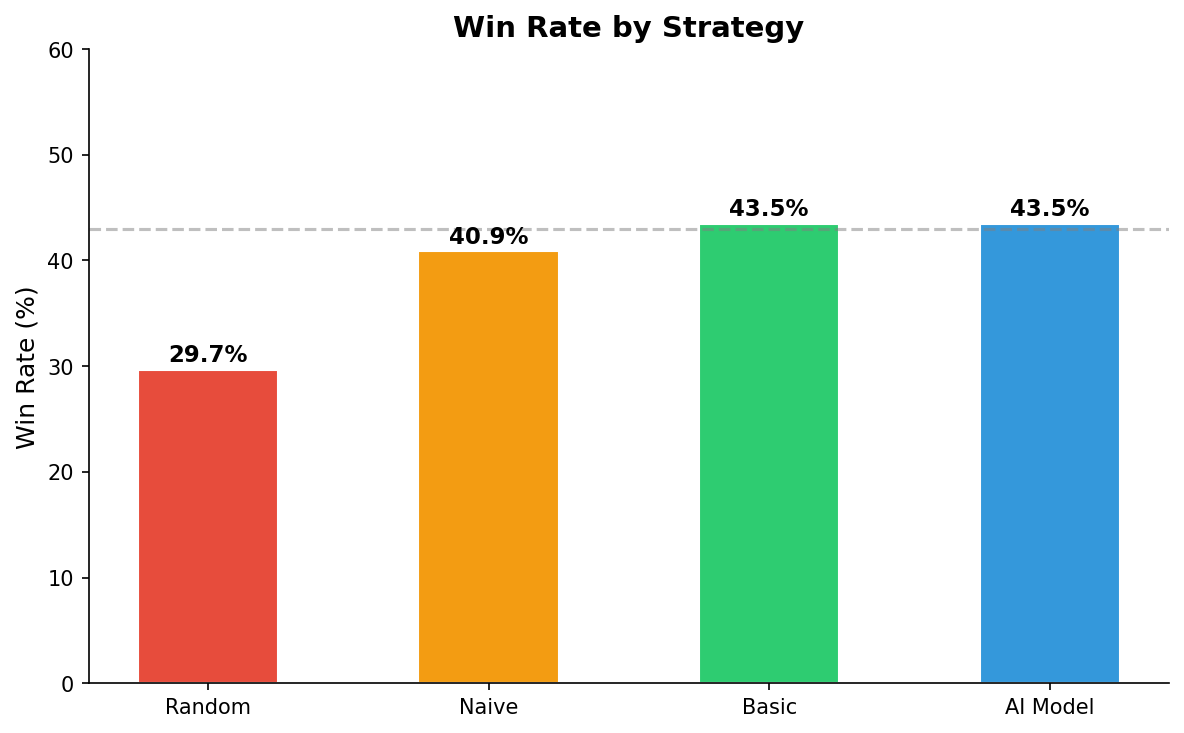 Win Rate by Strategy
Win Rate (%)
60
50
40
30
20
10
0
29.7%
40.9%
43.5%
43.5%
Random
Naive
Basic
AI Model